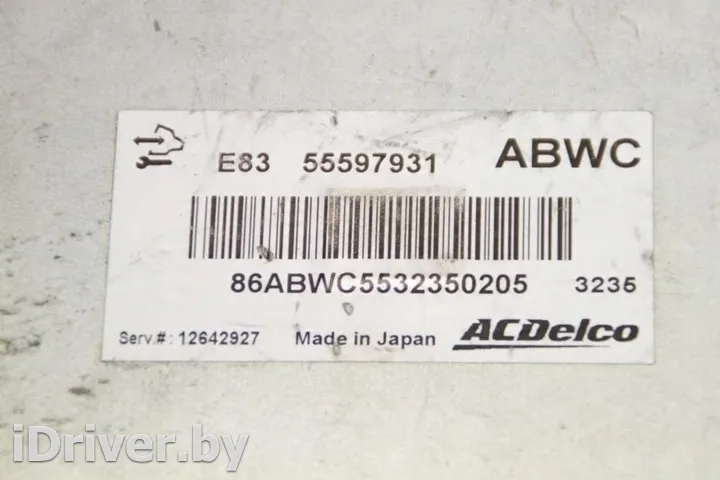 E83 55597931 ABWC
86ABWC5532350205 3235
Serv.#: 12642927 Made in Japan ACDelco
iDriver.by